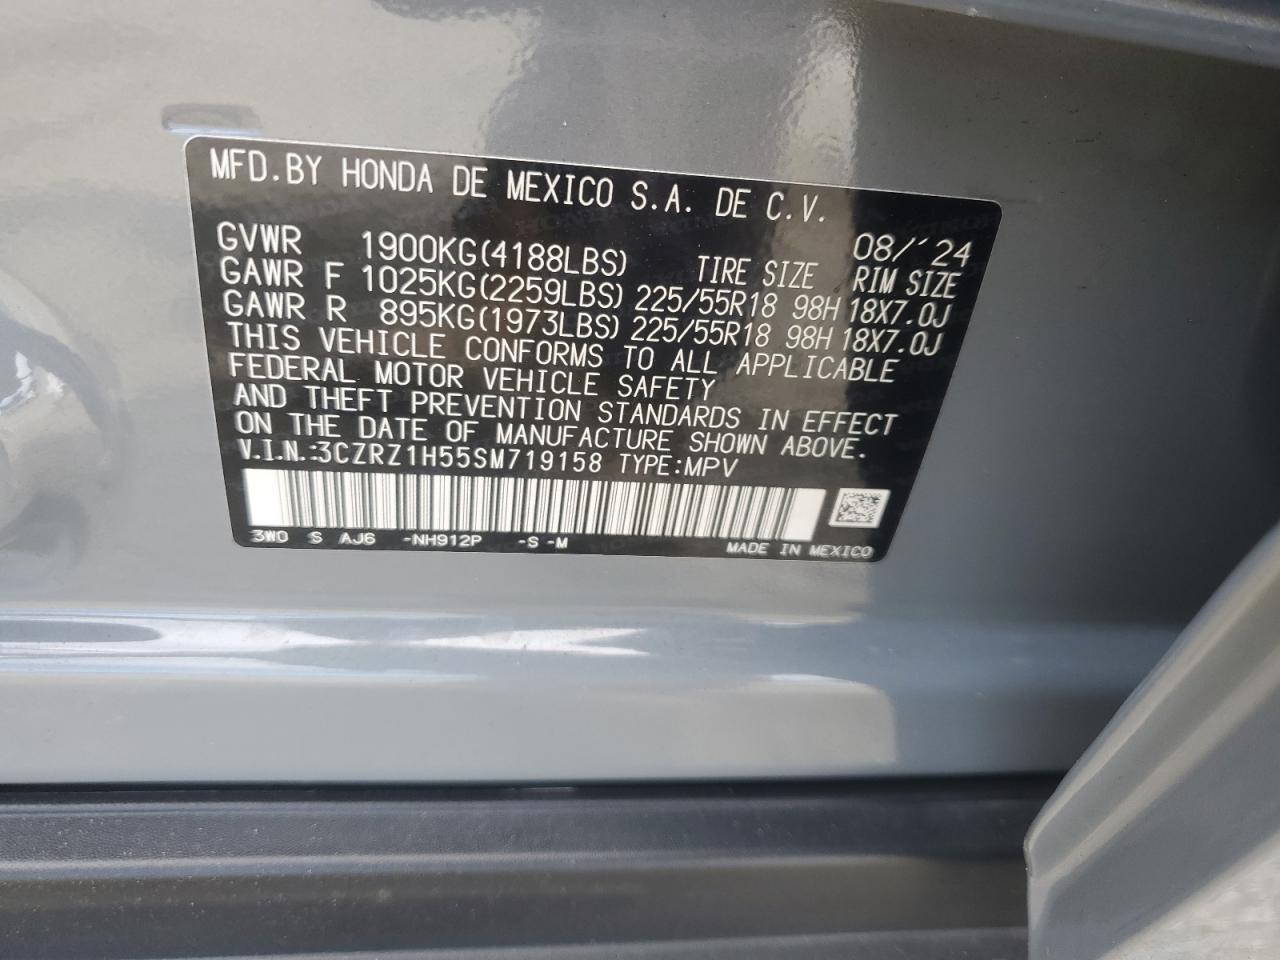 MFD.BY HONDA DE MEXICO S.A. DE C.V.
GVWR 1900KG(4188LBS) 08/'24
GAWR F 1025KG(2259LBS) TIRE SIZE 225/55R18 98H RIM SIZE 18X7.0J
GAWR R 895KG(1973LBS) 225/55R18 98H 18X7.0J
THIS VEHICLE CONFORMS TO ALL APPLICABLE
FEDERAL MOTOR VEHICLE SAFETY
AND THEFT PREVENTION STANDARDS IN EFFECT
ON THE DATE OF MANUFACTURE SHOWN ABOVE.
V.I.N.:3CZRZ1H55SM719158 TYPE:MPV
3W0 S AJ6 -NH912P -S -M MADE IN MEXICO